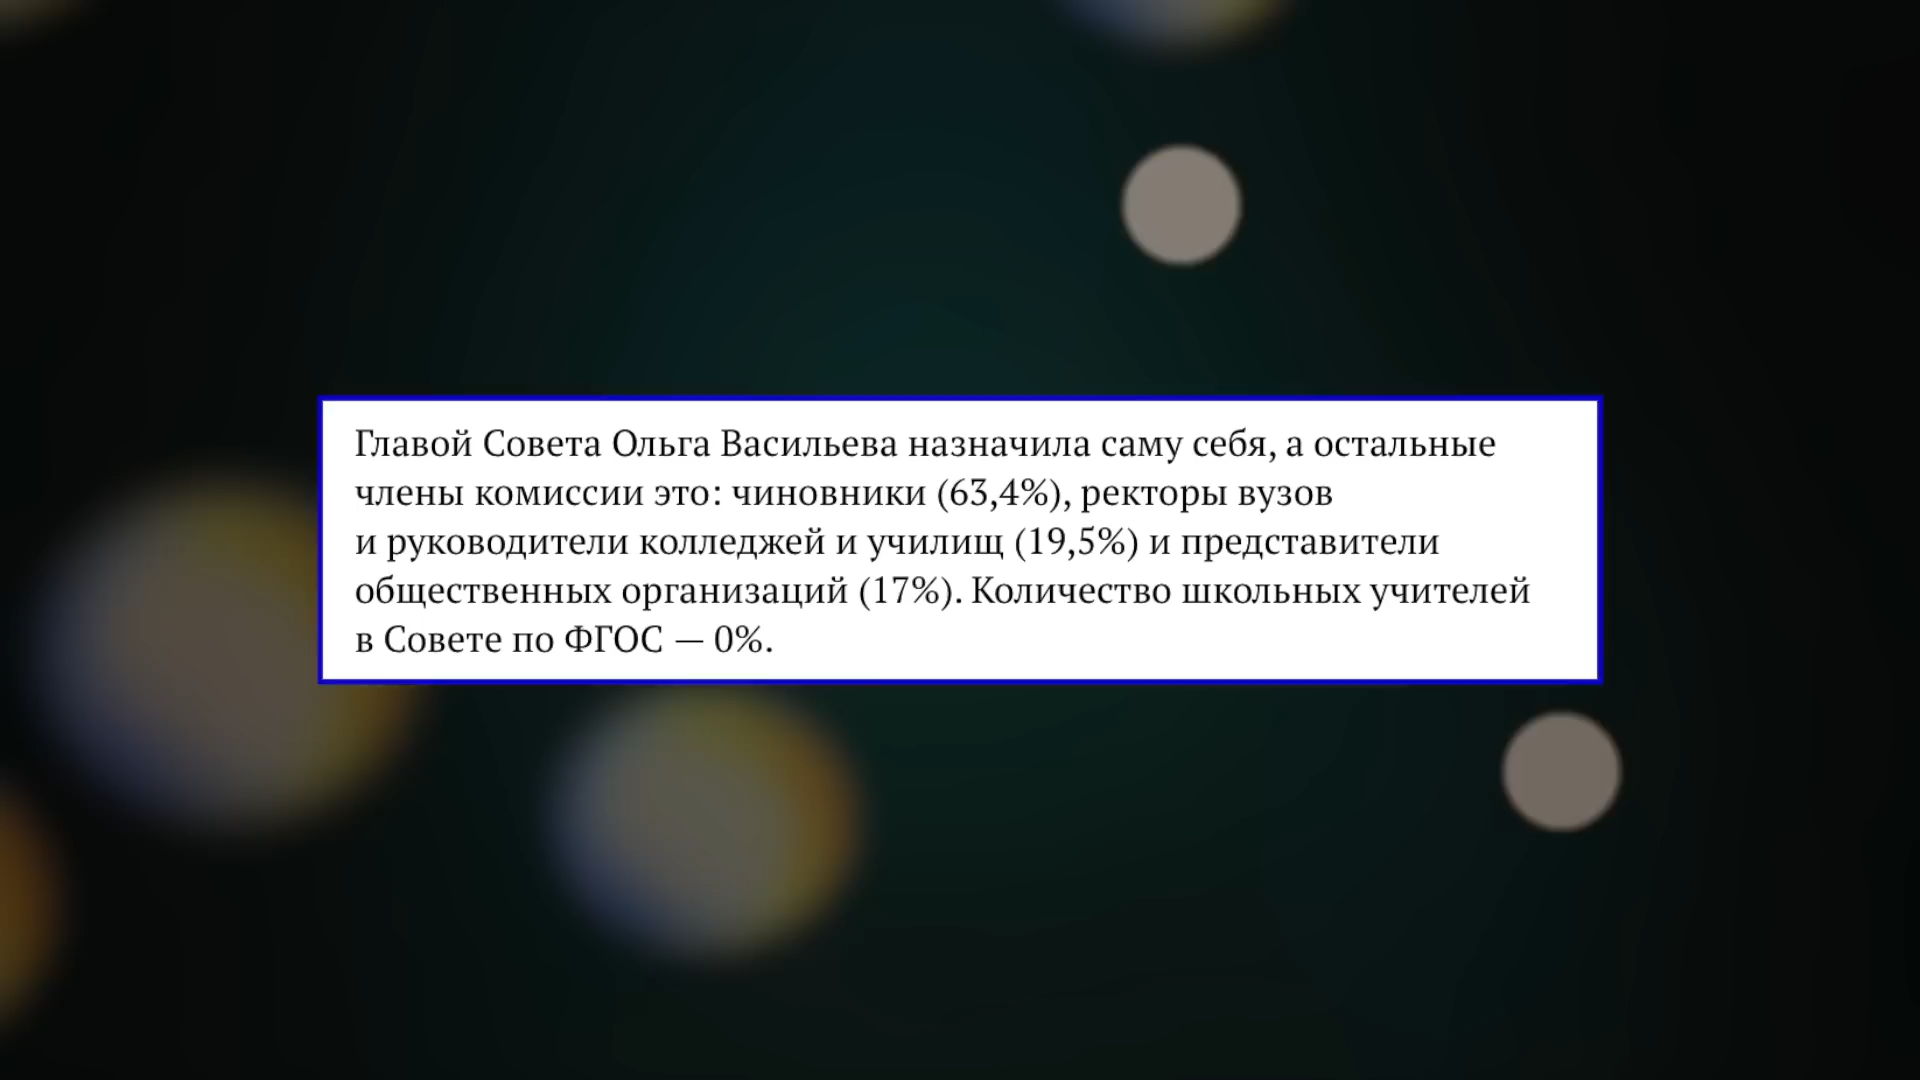 Главой Совета Ольга Васильева назначила саму себя, а остальные
члены комиссии это: чиновники (63,4%), ректоры вузов
и руководители колледжей и училищ (19,5%) и представители
общественных организаций (17%). Количество школьных учителей
в Совете по ФГОС — 0%.